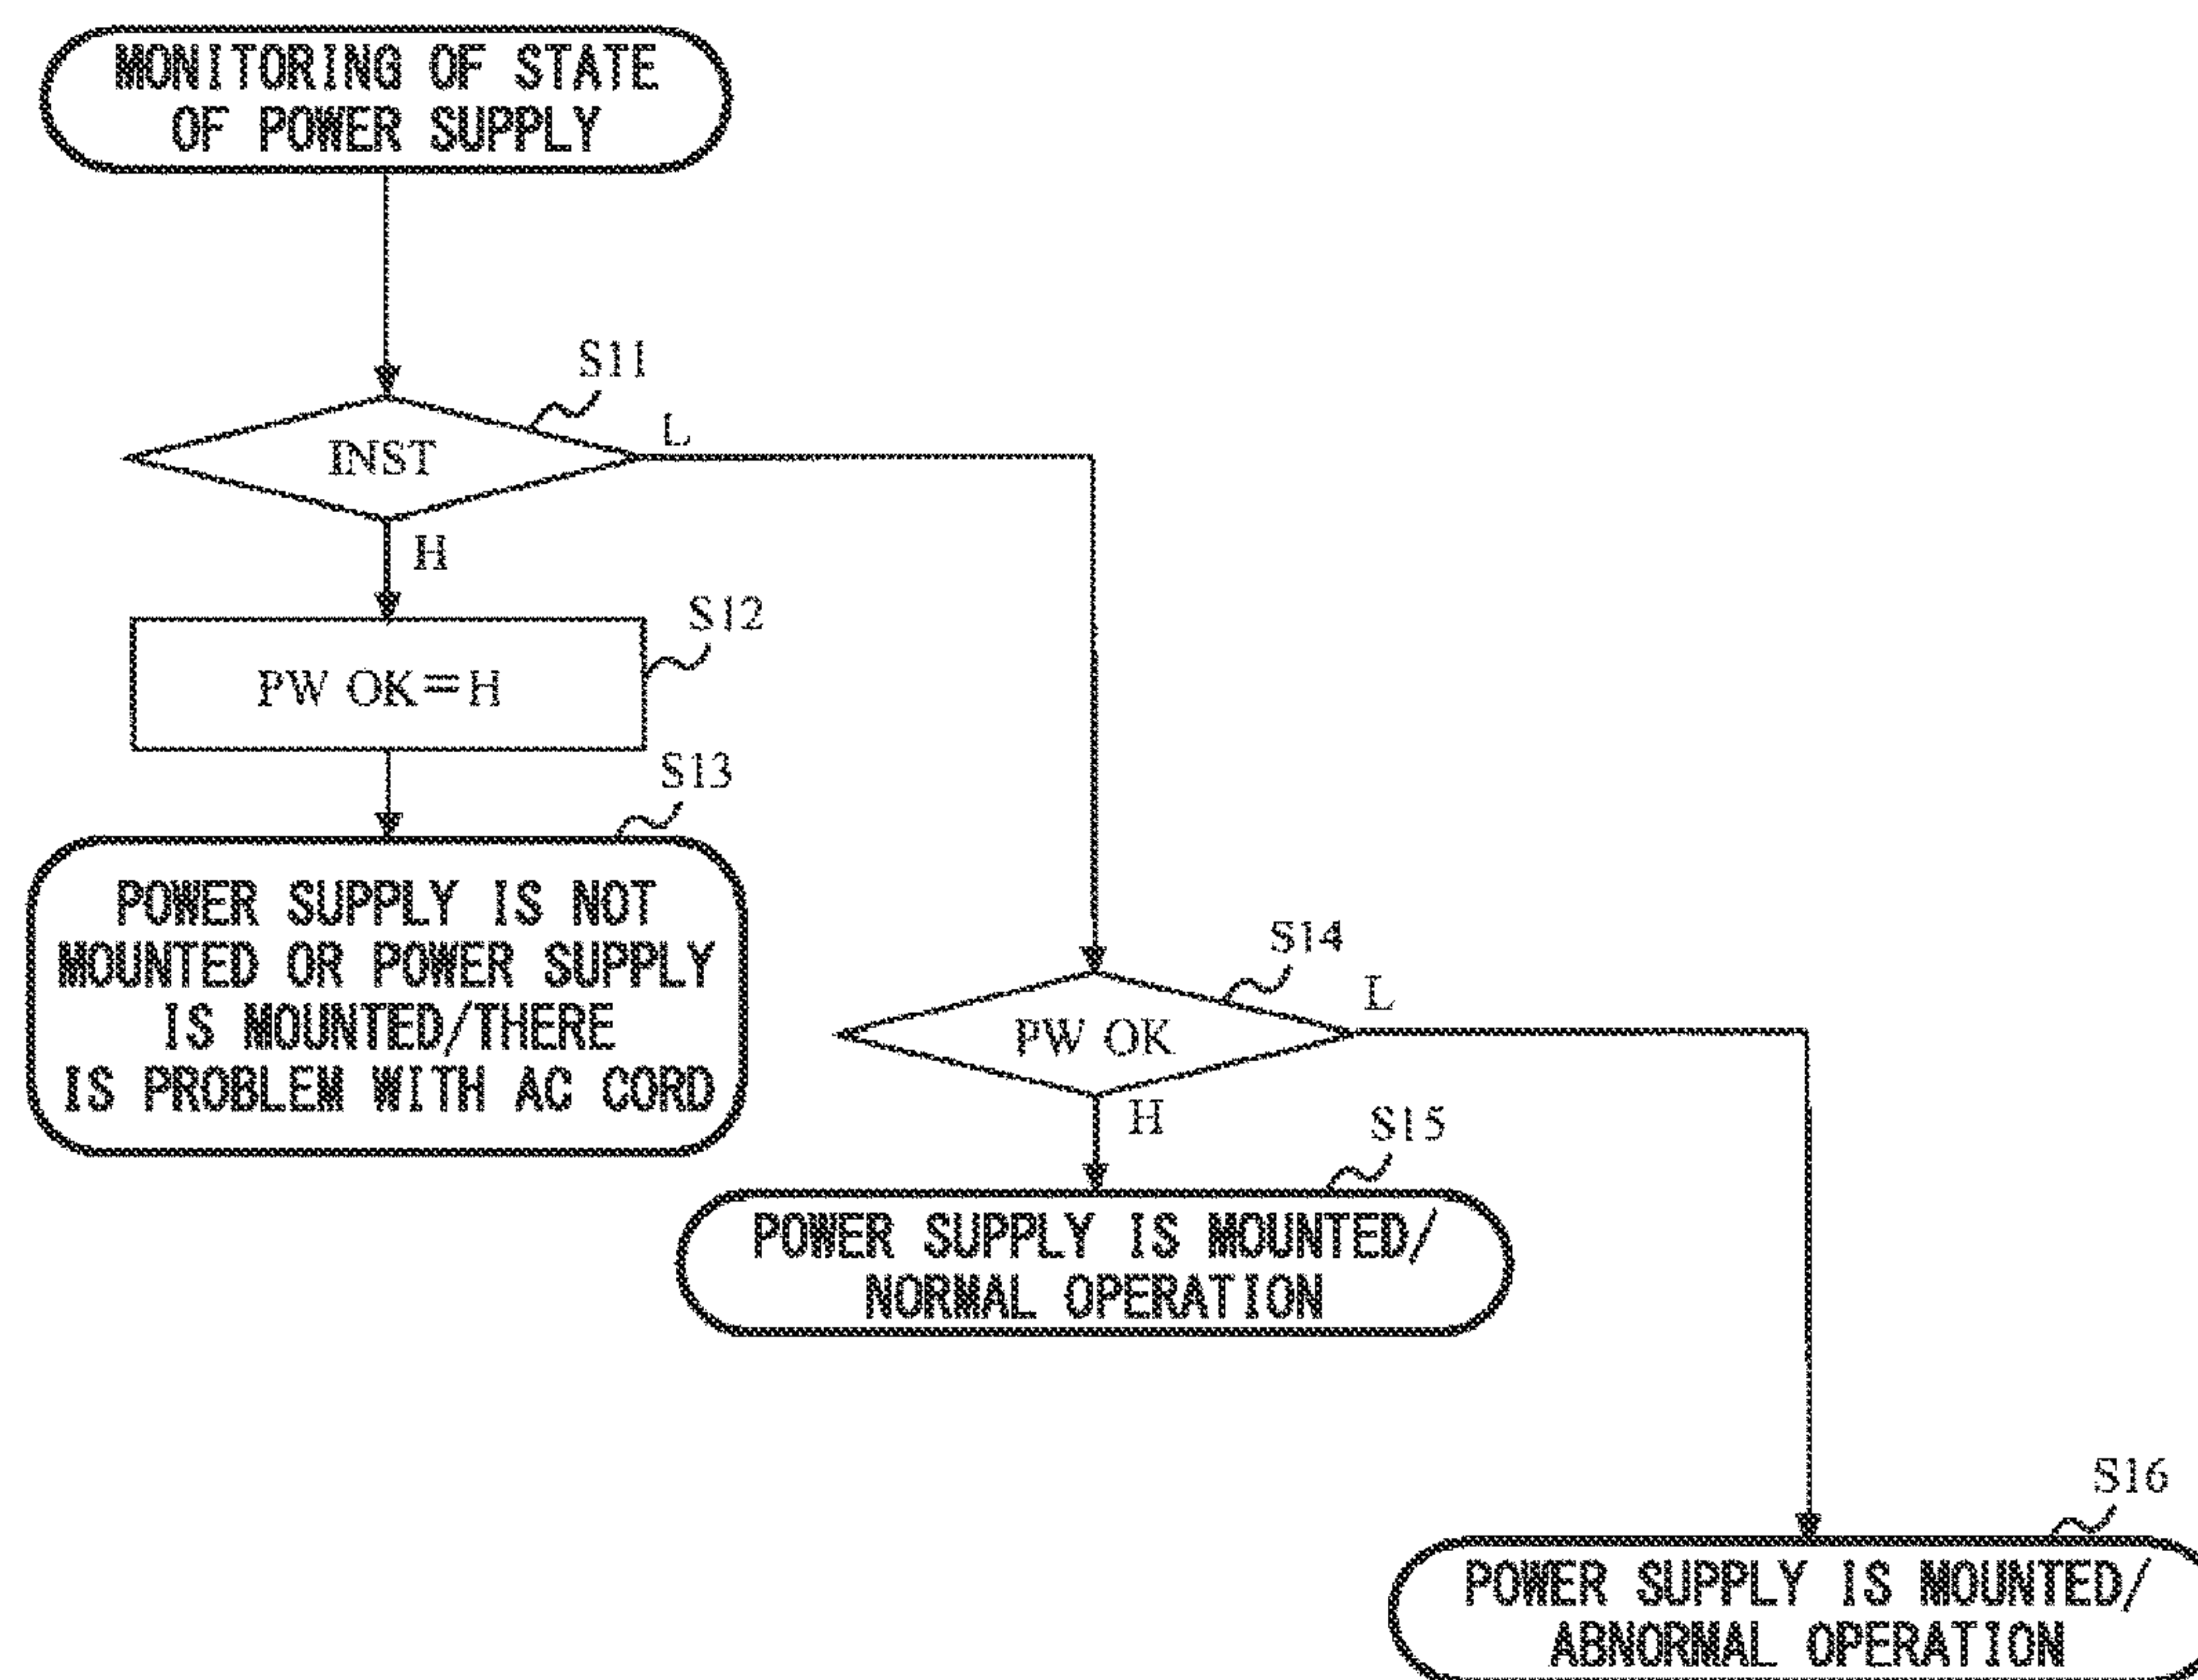 MONITORING OF STATE
OF POWER SUPPLY
S11
INST
L
H
S12
PW OK=H
S13
POWER SUPPLY IS NOT
MOUNTED OR POWER SUPPLY
IS MOUNTED/THERE
IS PROBLEM WITH AC CORD
S14
PW OK
L
H
S15
POWER SUPPLY IS MOUNTED/
NORMAL OPERATION
S16
POWER SUPPLY IS MOUNTED/
ABNORMAL OPERATION